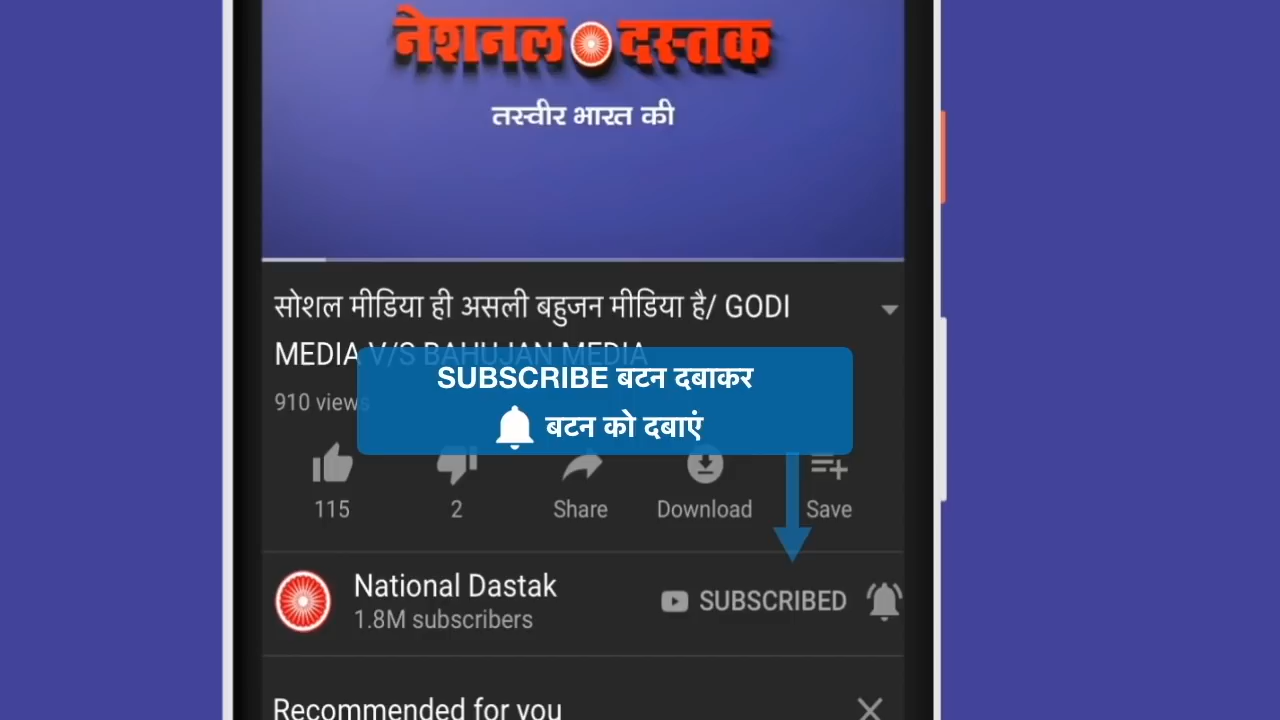 नेशनल दस्तक
तस्वीर भारत की
सोशल मीडिया ही असली बहुजन मीडिया है/ GODI
MEDIA V/S BAHUJAN MEDIA
910 views
SUBSCRIBE बटन दबाकर
बटन को दबाएं
115
2
Share
Download
Save
National Dastak
1.8M subscribers
SUBSCRIBED
Recommended for you